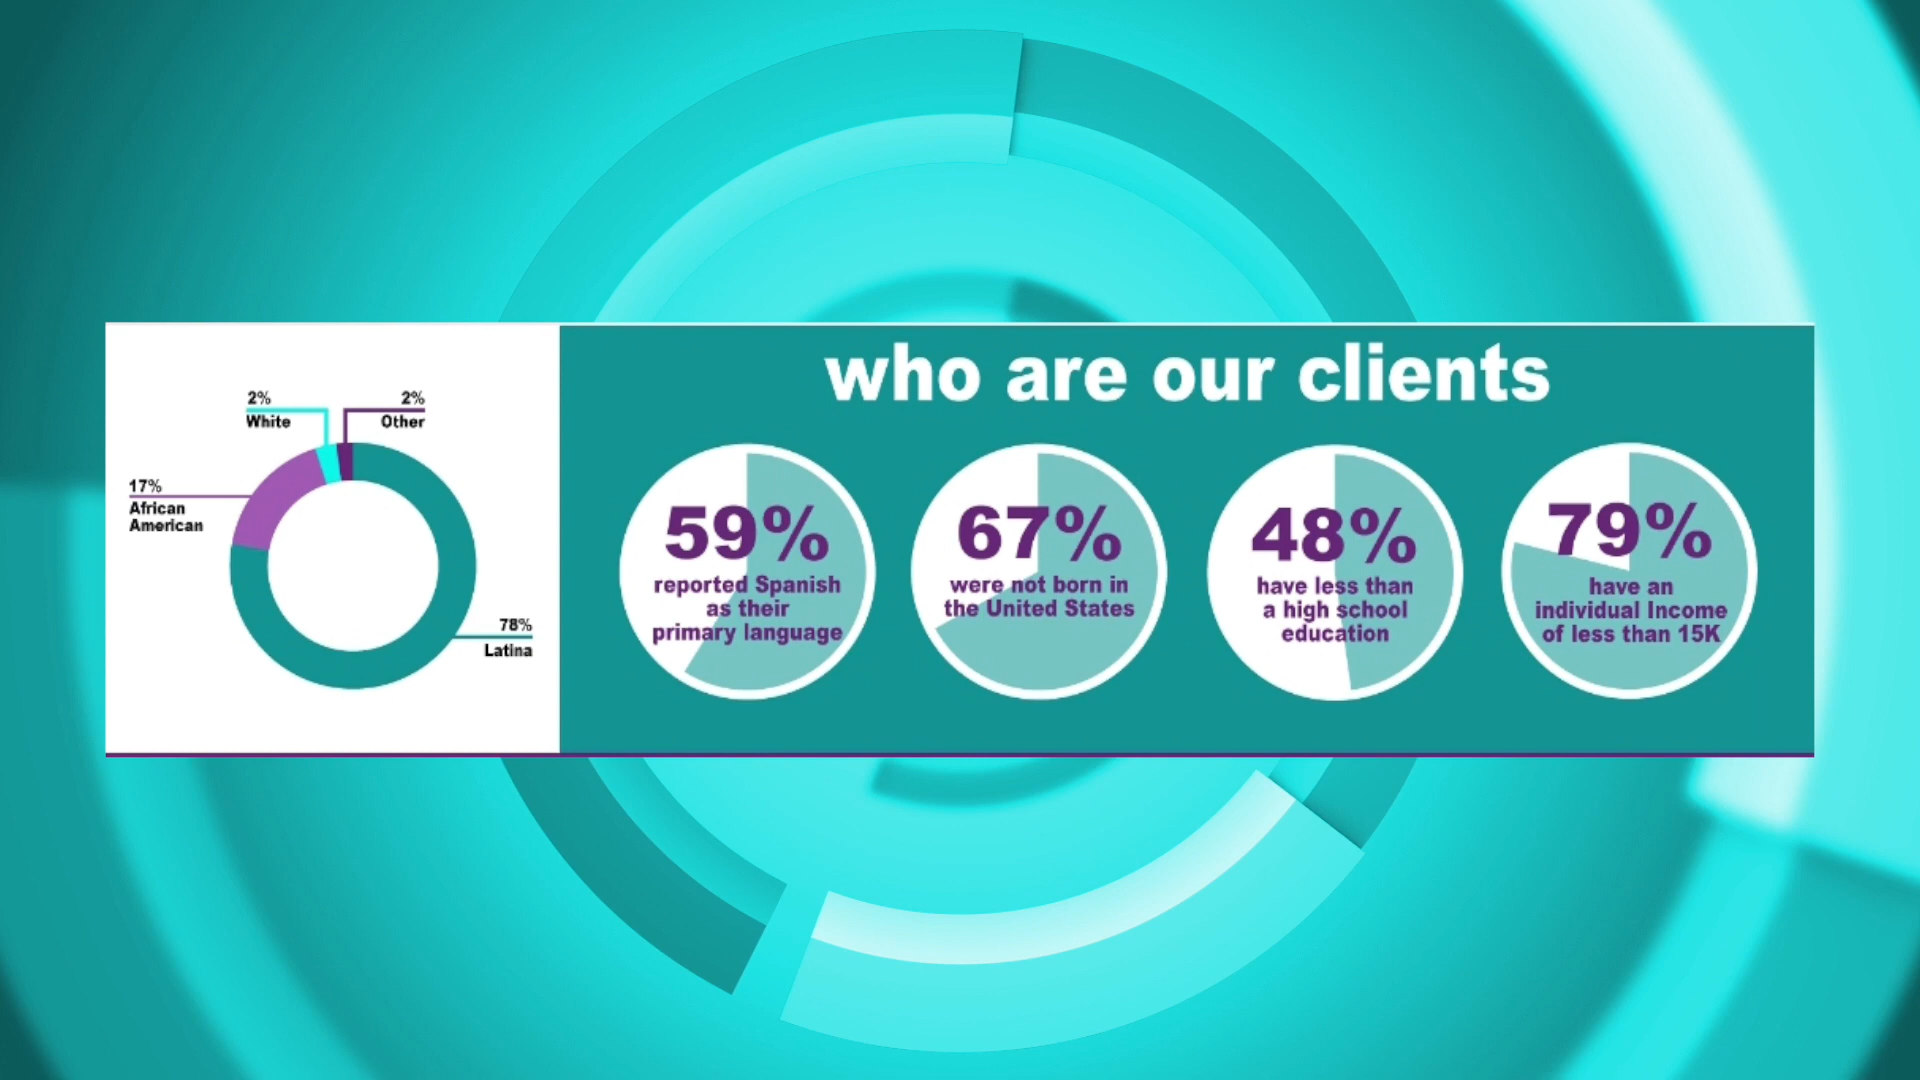 who are our clients
2%
White
2%
Other
17%
African
American
78%
Latina
59%
reported Spanish
as their
primary language
67%
were not born in
the United States
48%
have less than
a high school
education
79%
have an
individual Income
of less than 15K